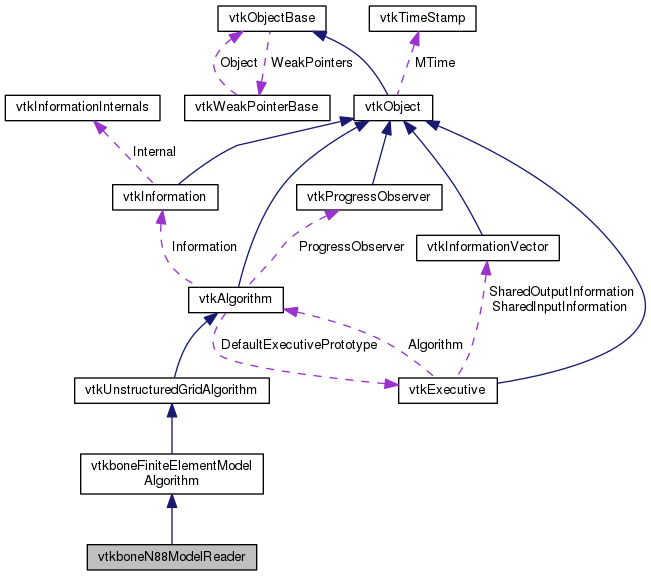 vtkObjectBase
vtkTimeStamp
Object
WeakPointers
MTime
vtkInformationInternals
vtkWeakPointerBase
vtkObject
Internal
vtkInformation
vtkProgressObserver
Information
ProgressObserver
vtkInformationVector
vtkAlgorithm
SharedOutputInformation
SharedInputInformation
DefaultExecutivePrototype
Algorithm
vtkUnstructuredGridAlgorithm
vtkExecutive
vtkboneFiniteElementModel
Algorithm
vtkboneN88ModelReader